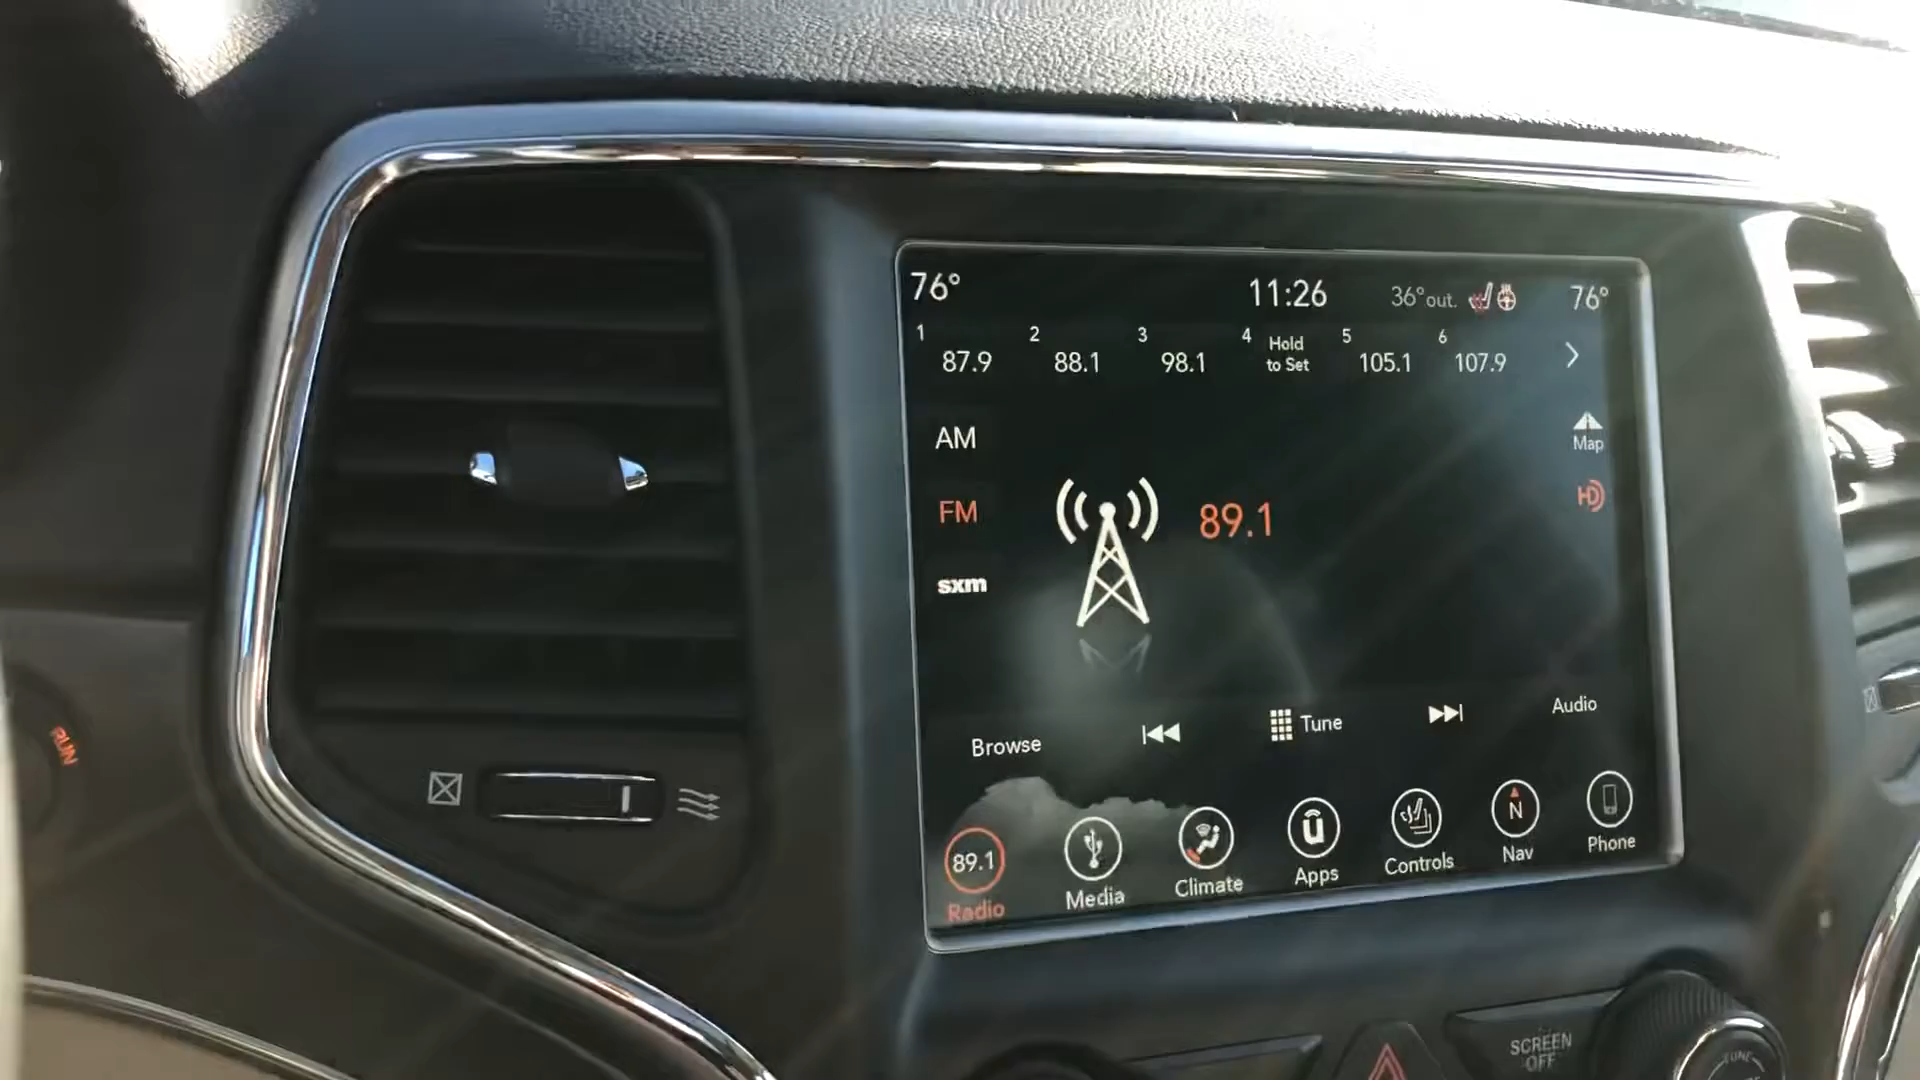 76° 11:26 36°out. 76°
1 2 3 4 5 6
87.9 88.1 98.1 Hold to Set 105.1 107.9
AM
Map
FM
89.1
HD
sxm
Browse Tune Audio
89.1 N
Radio Media Climate Apps Controls Nav Phone
RUN
SCREEN
OFF
TUNE